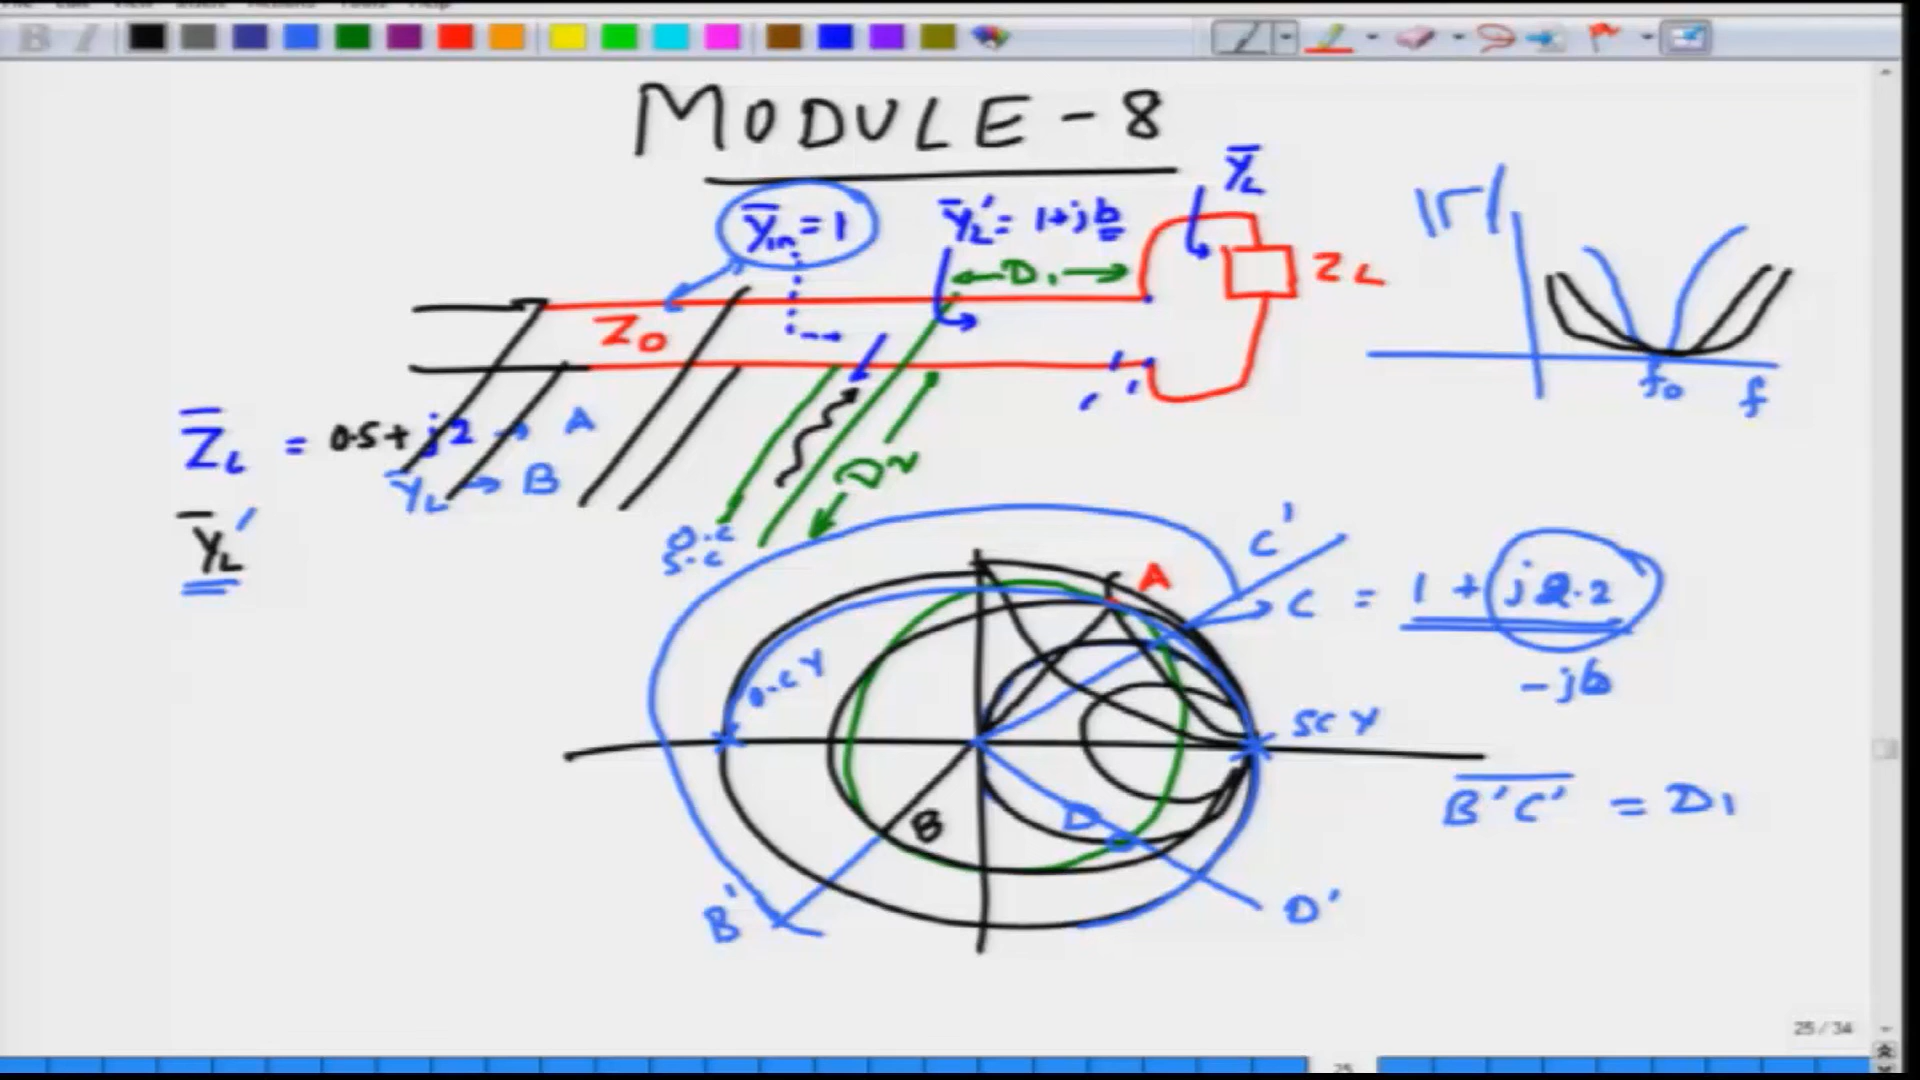 MODULE - 8
Y̅in = 1
Y̅L' = 1+jb
Y̅L
|Γ|
← D1 →
ZL
Z0
f0
f
Z̅L = 0.5+j2 → A
Y̅L → B
D2
Y̅L'
O.C
S.C
C'
A
C = 1 + j2.2
-jb
O.C Y
SC Y
B
D
B'C' = D1
B'
D'
25 / 34
25